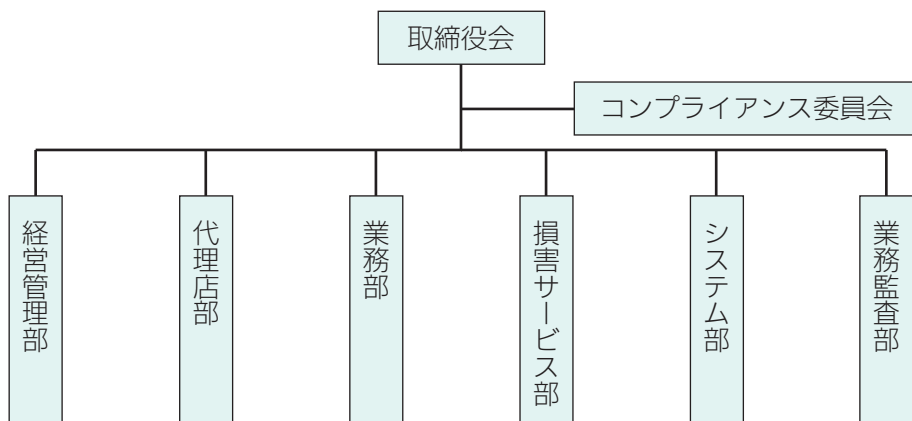 取締役会
コンプライアンス委員会
経営管理部
代理店部
業務部
損害サービス部
システム部
業務監査部